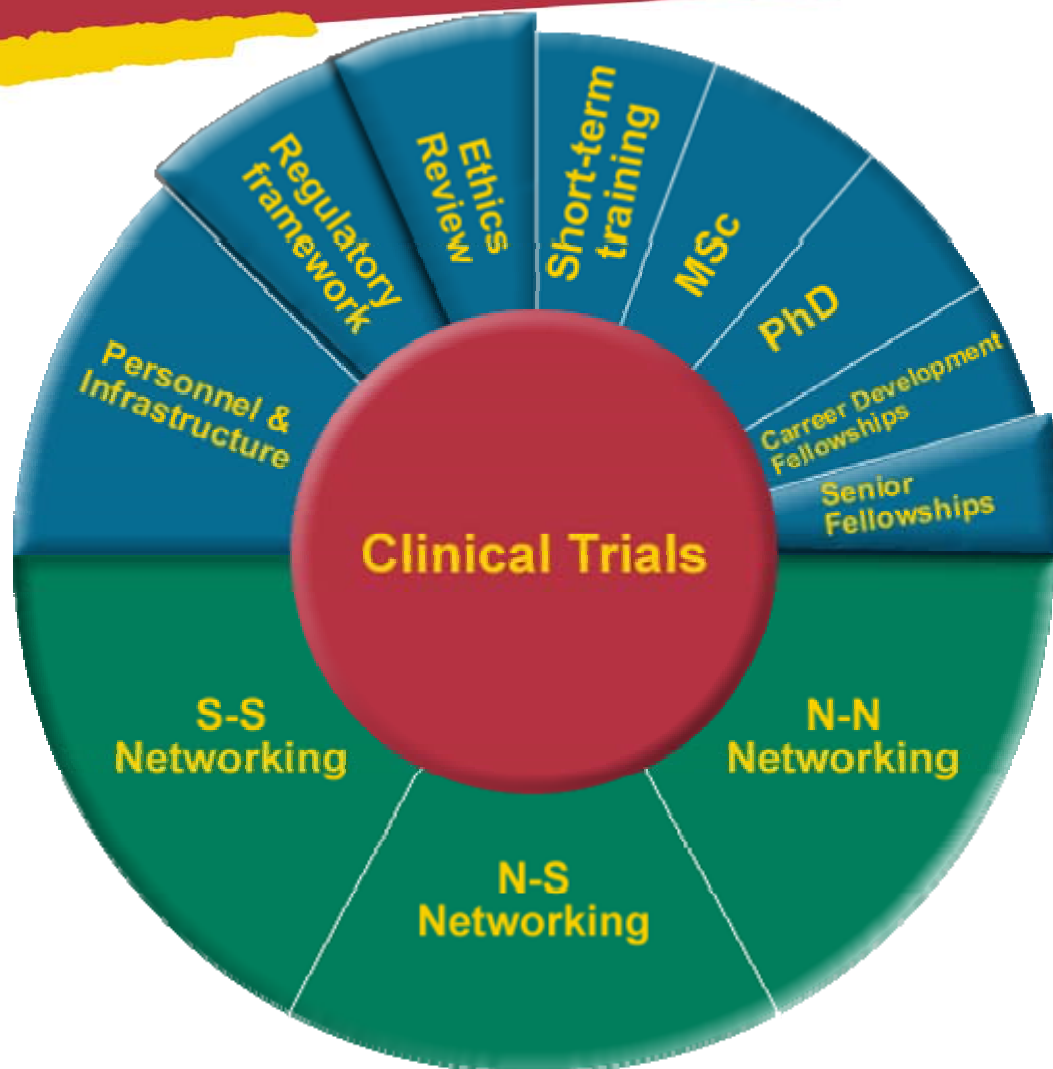 Personnel &
Infrastructure
Regulatory
framework
Ethics
Review
Short-term
training
MSc
PhD
Carreer Development
Fellowships
Senior
Fellowships
Clinical Trials
S-S
Networking
N-N
Networking
N-S
Networking